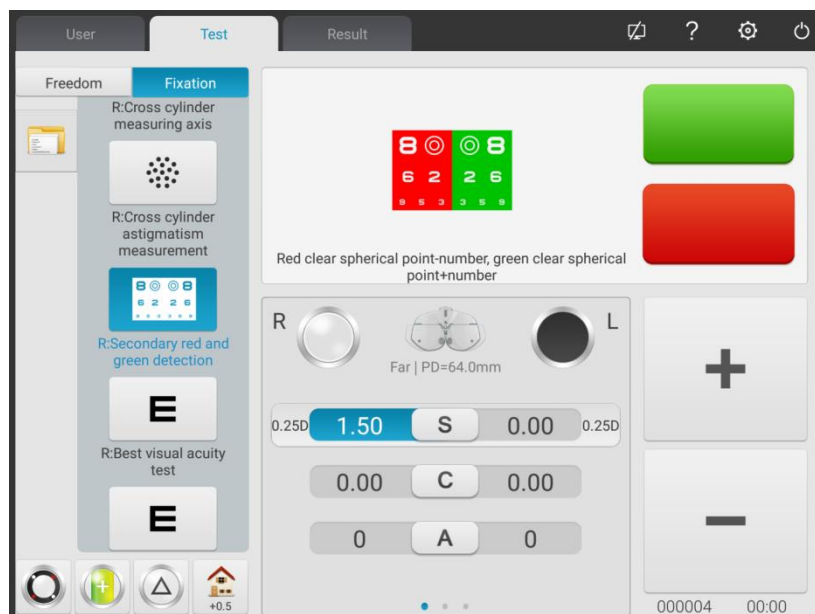 User
Test
Result
?
Freedom
Fixation
R:Cross cylinder
measuring axis
R:Cross cylinder
astigmatism
measurement
8 8
6 2 2 6
R:Secondary red and
green detection
E
R:Best visual acuity
test
E
+0.5
8 8
6 2 2 6
9 5 3 3 5 9
Red clear spherical point-number, green clear spherical
point+number
R
L
Far | PD=64.0mm
0.25D 1.50 S 0.00 0.25D
0.00 C 0.00
0 A 0
+
−
000004 00:00